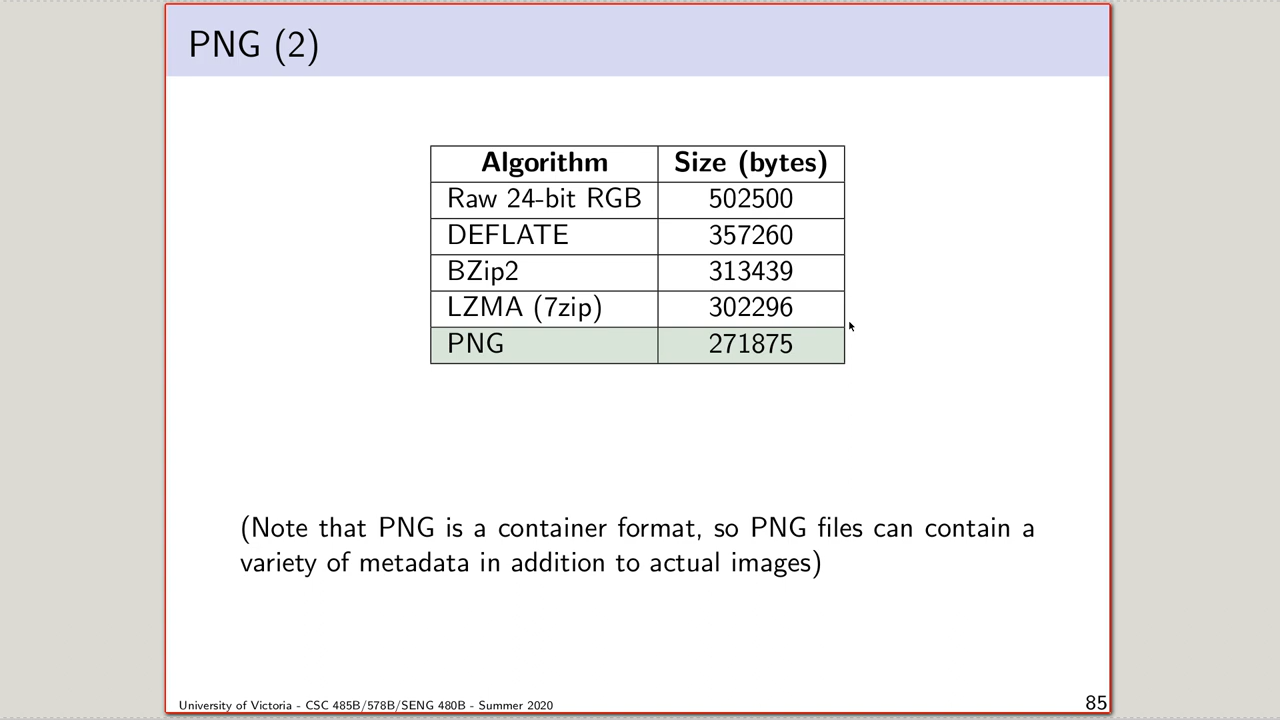 PNG (2)
Algorithm Size (bytes)
Raw 24-bit RGB 502500
DEFLATE 357260
BZip2 313439
LZMA (7zip) 302296
PNG 271875
(Note that PNG is a container format, so PNG files can contain a
variety of metadata in addition to actual images)
University of Victoria - CSC 485B/578B/SENG 480B - Summer 2020 85